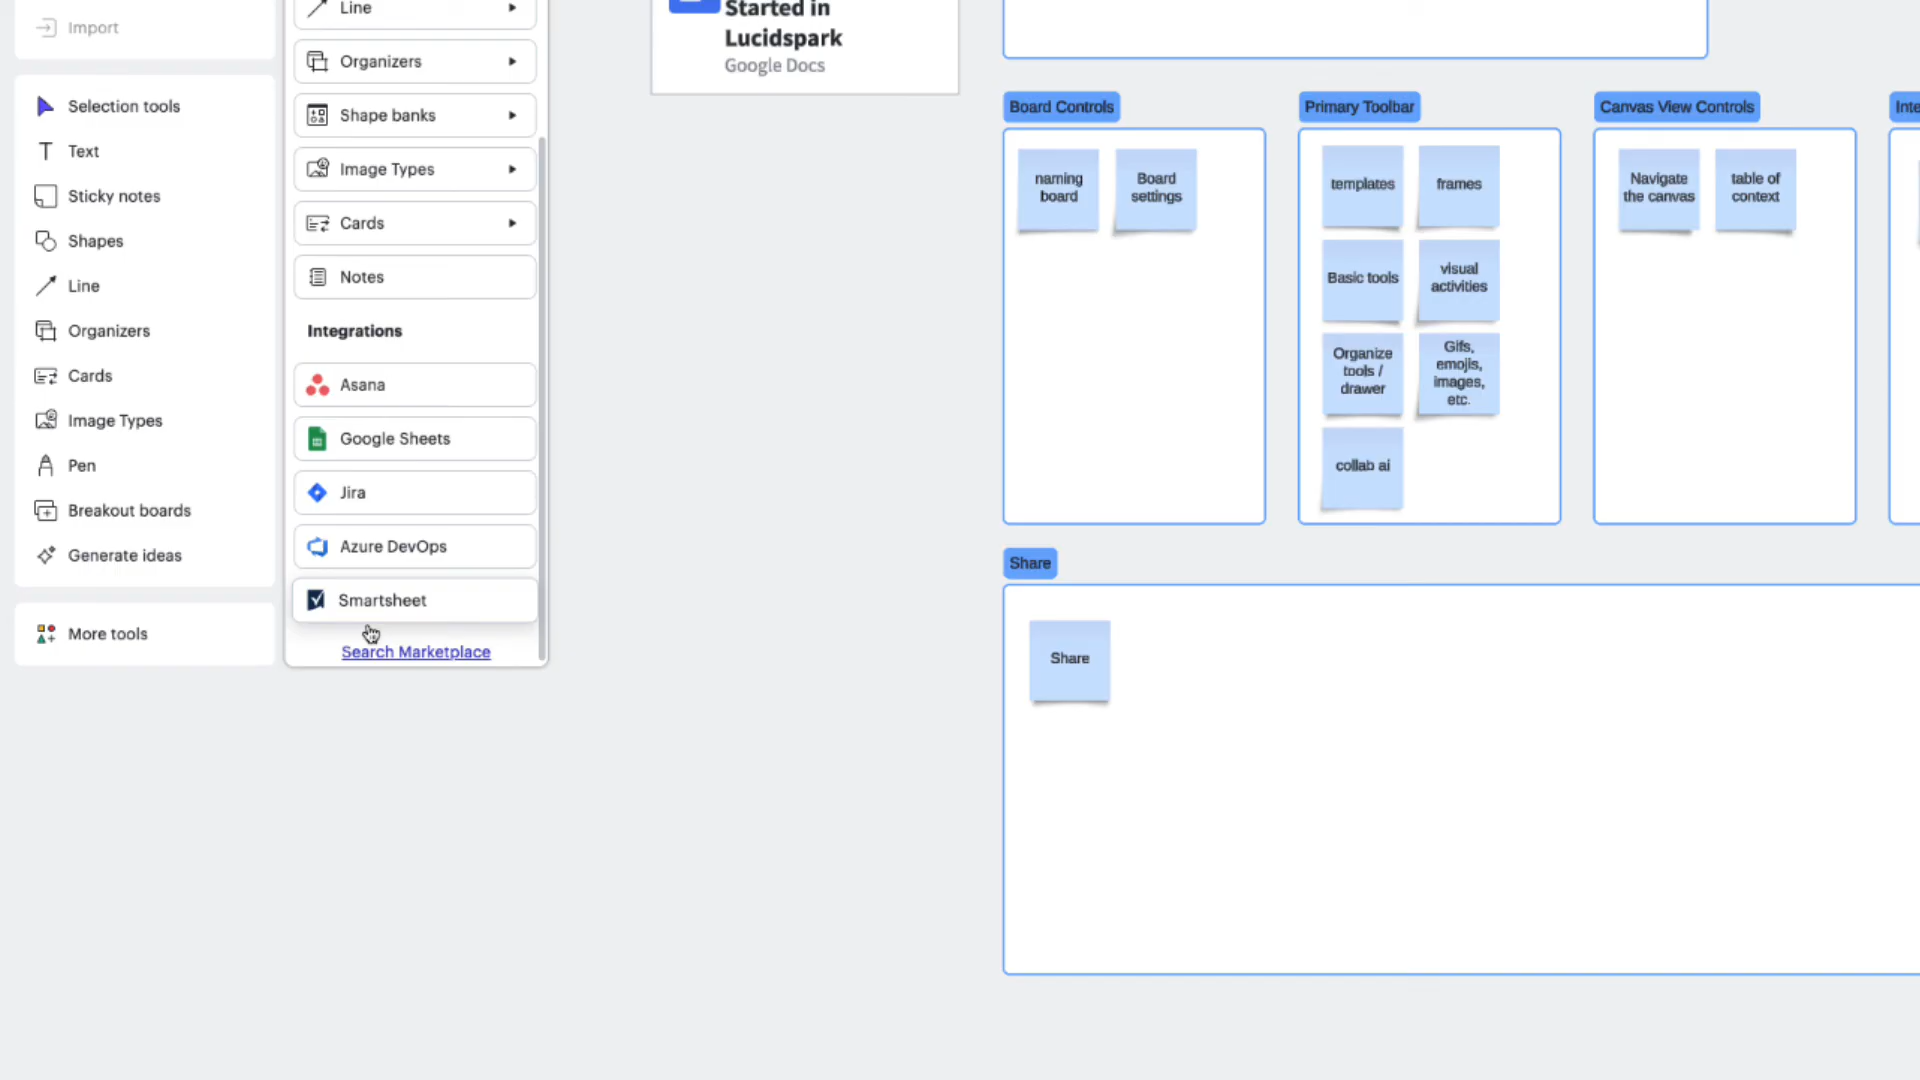 Import
Selection tools
Text
Sticky notes
Shapes
Line
Organizers
Cards
Image Types
Pen
Breakout boards
Generate ideas
More tools
Line
Organizers
Shape banks
Image Types
Cards
Notes
Integrations
Asana
Google Sheets
Jira
Azure DevOps
Smartsheet
Search Marketplace
Started in
Lucidspark
Google Docs
Board Controls
naming
board
Board
settings
Primary Toolbar
templates
frames
Basic tools
visual
activities
Organize
tools /
drawer
Gifs,
emojis,
images,
etc.
collab ai
Canvas View Controls
Navigate
the canvas
table of
context
Inte
Share
Share